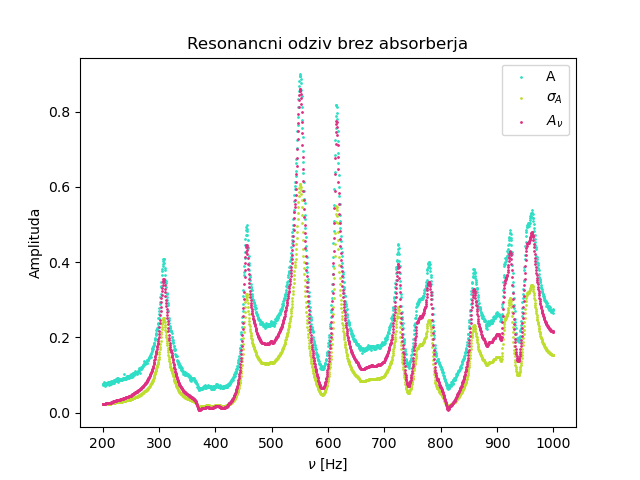 Resonancni odziv brez absorberja
A
σ_A
A_ν
Amplituda
0.8
0.6
0.4
0.2
0.0
200 300 400 500 600 700 800 900 1000
ν [Hz]